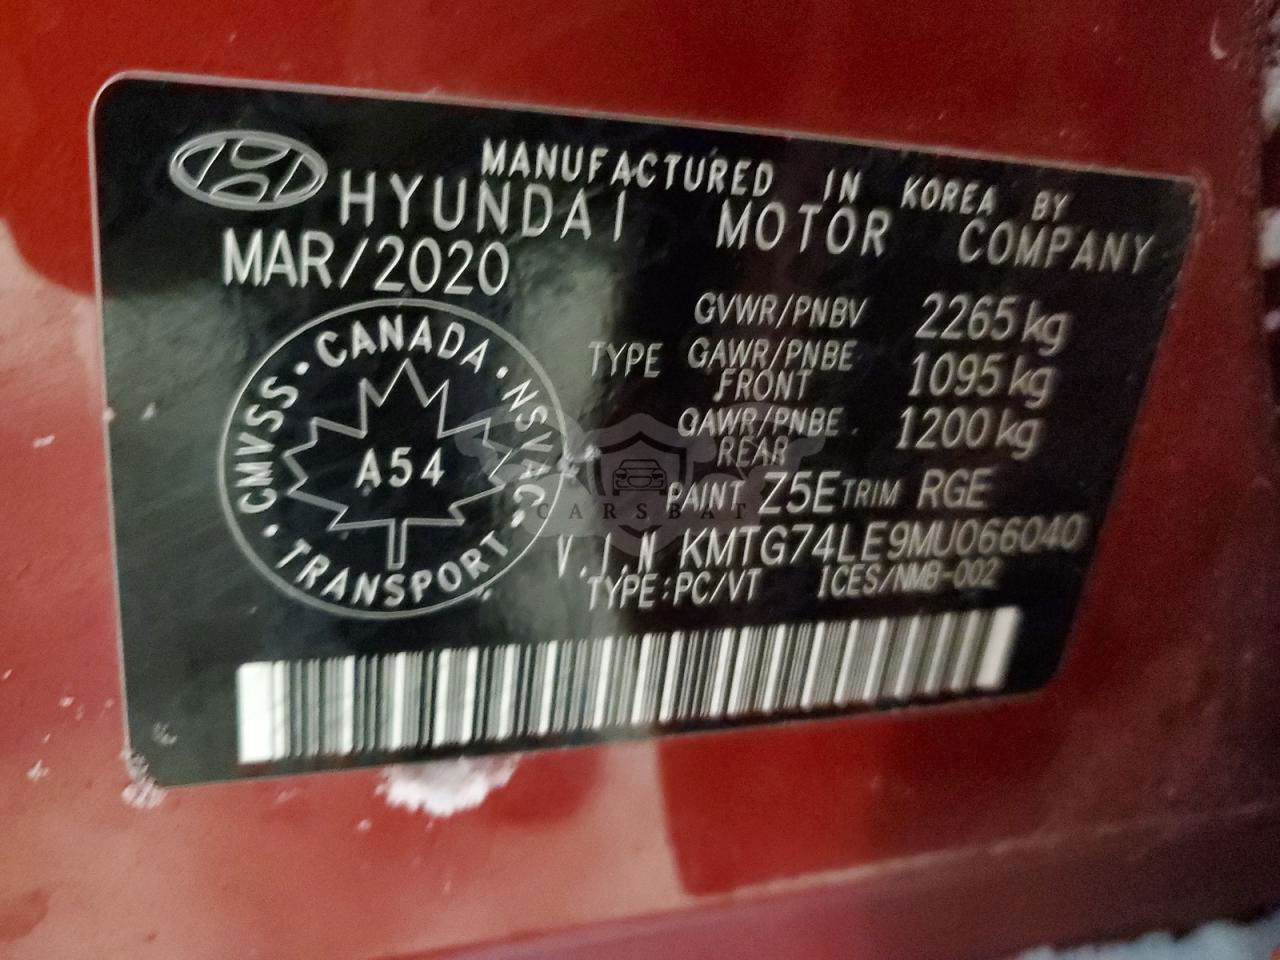 MANUFACTURED IN KOREA BY
HYUNDAI MOTOR COMPANY
MAR/2020
GVWR/PNBV 2265 kg
TYPE GAWR/PNBE FRONT 1095 kg
GAWR/PNBE REAR 1200 kg
PAINT Z5E TRIM RGE
V.I.N KMTG74LE9MU066040
TYPE:PC/VT ICES/NMB-002
CANADA · NSVAC · TRANSPORT · CMVSS ·
A54
CARSBAT